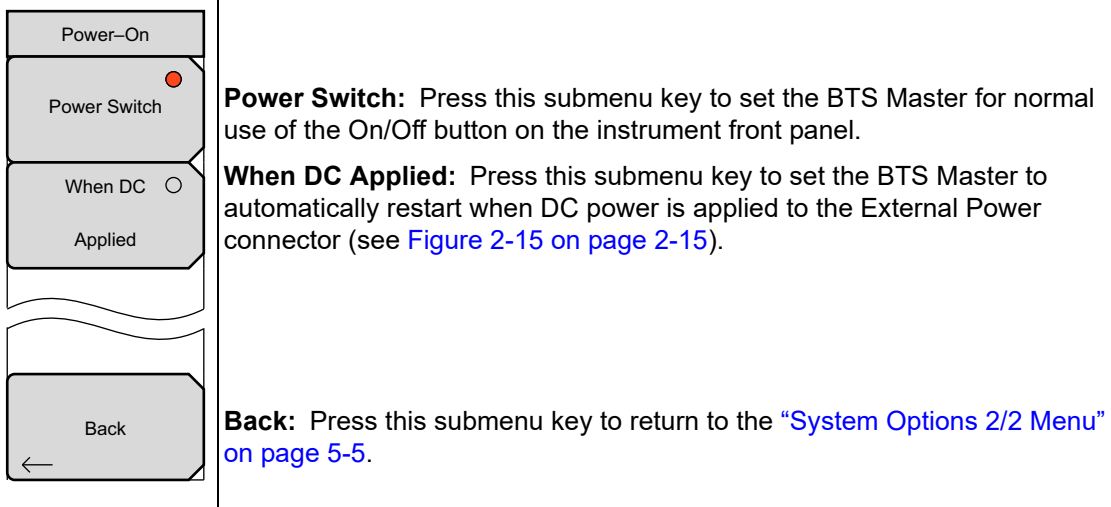 Power–On
Power Switch
Power Switch: Press this submenu key to set the BTS Master for normal
use of the On/Off button on the instrument front panel.
When DC
Applied
When DC Applied: Press this submenu key to set the BTS Master to
automatically restart when DC power is applied to the External Power
connector (see Figure 2-15 on page 2-15).
Back
Back: Press this submenu key to return to the “System Options 2/2 Menu”
on page 5-5.